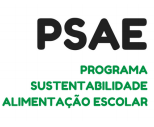 PSAE
PROGRAMA
SUSTENTABILIDADE
ALIMENTAÇÃO ESCOLAR